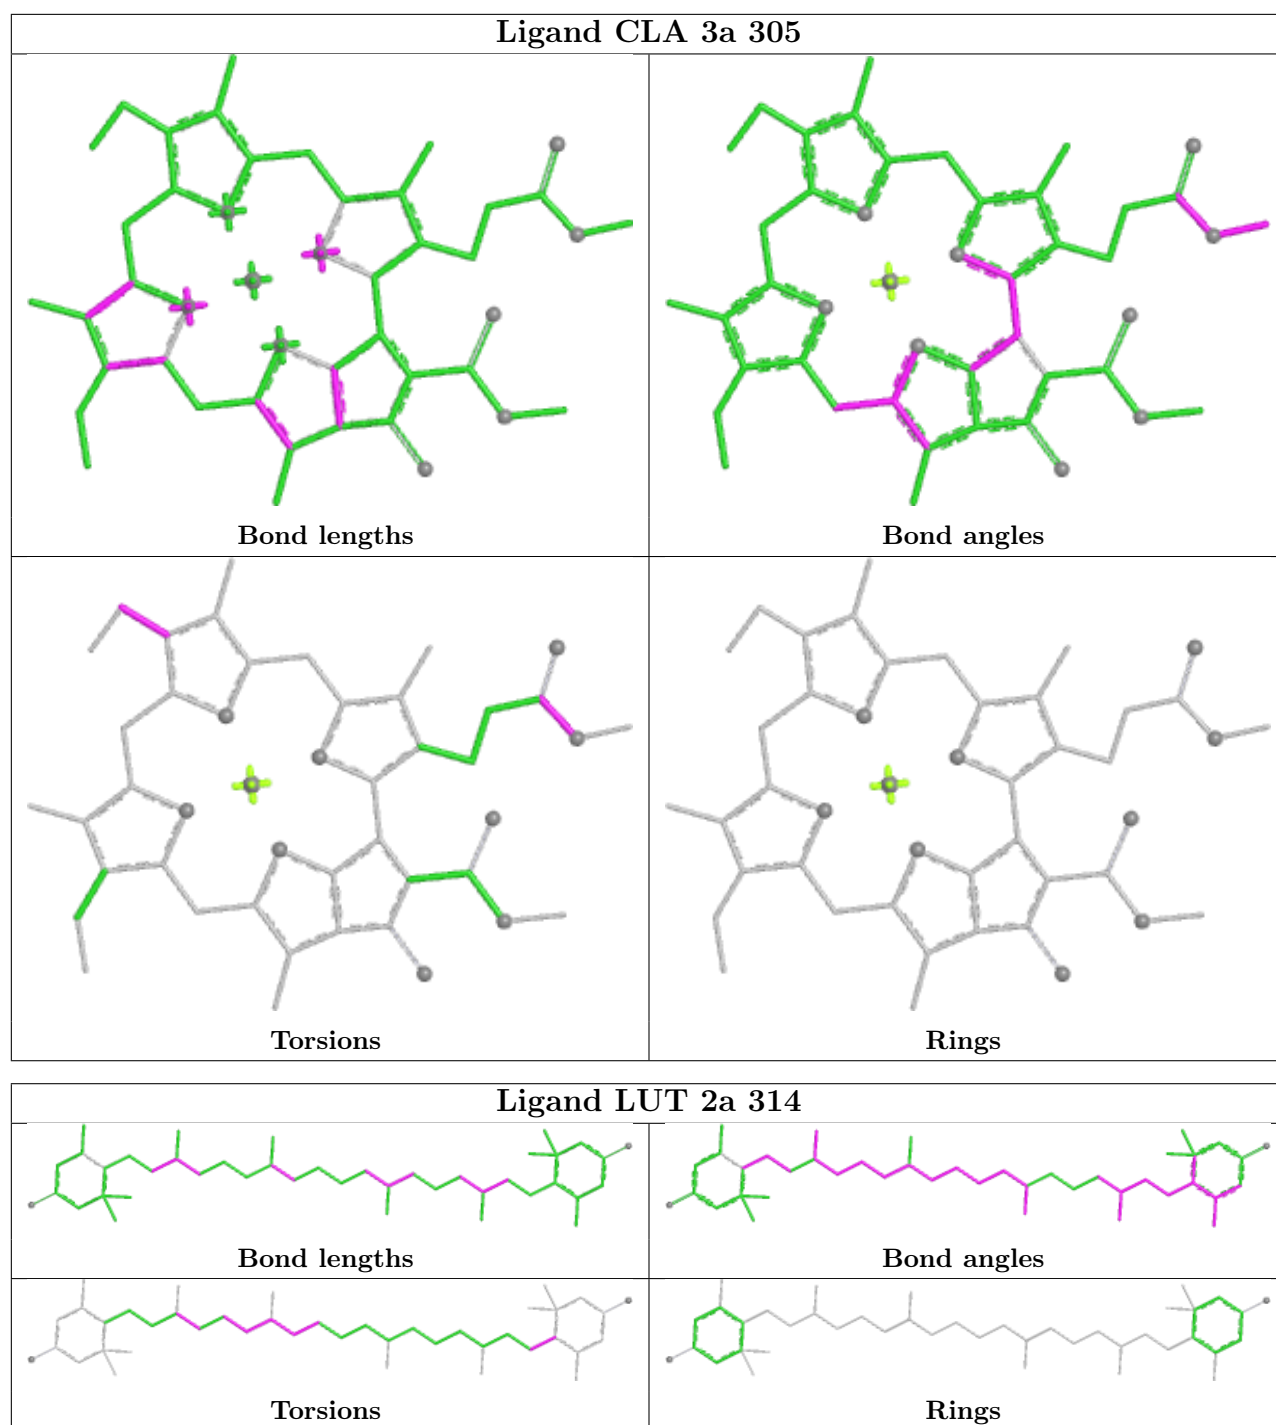 Ligand CLA 3a 305
Bond lengths
Bond angles
Torsions
Rings
Ligand LUT 2a 314
Bond lengths
Bond angles
Torsions
Rings